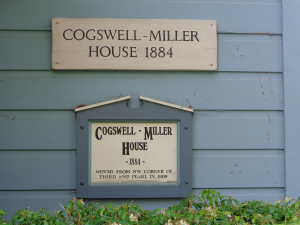 COGSWELL-MILLER
HOUSE 1884
COGSWELL - MILLER
HOUSE
· 1884 ·
MOVED FROM NW CORNER OF
THIRD AND PEARL IN 1909